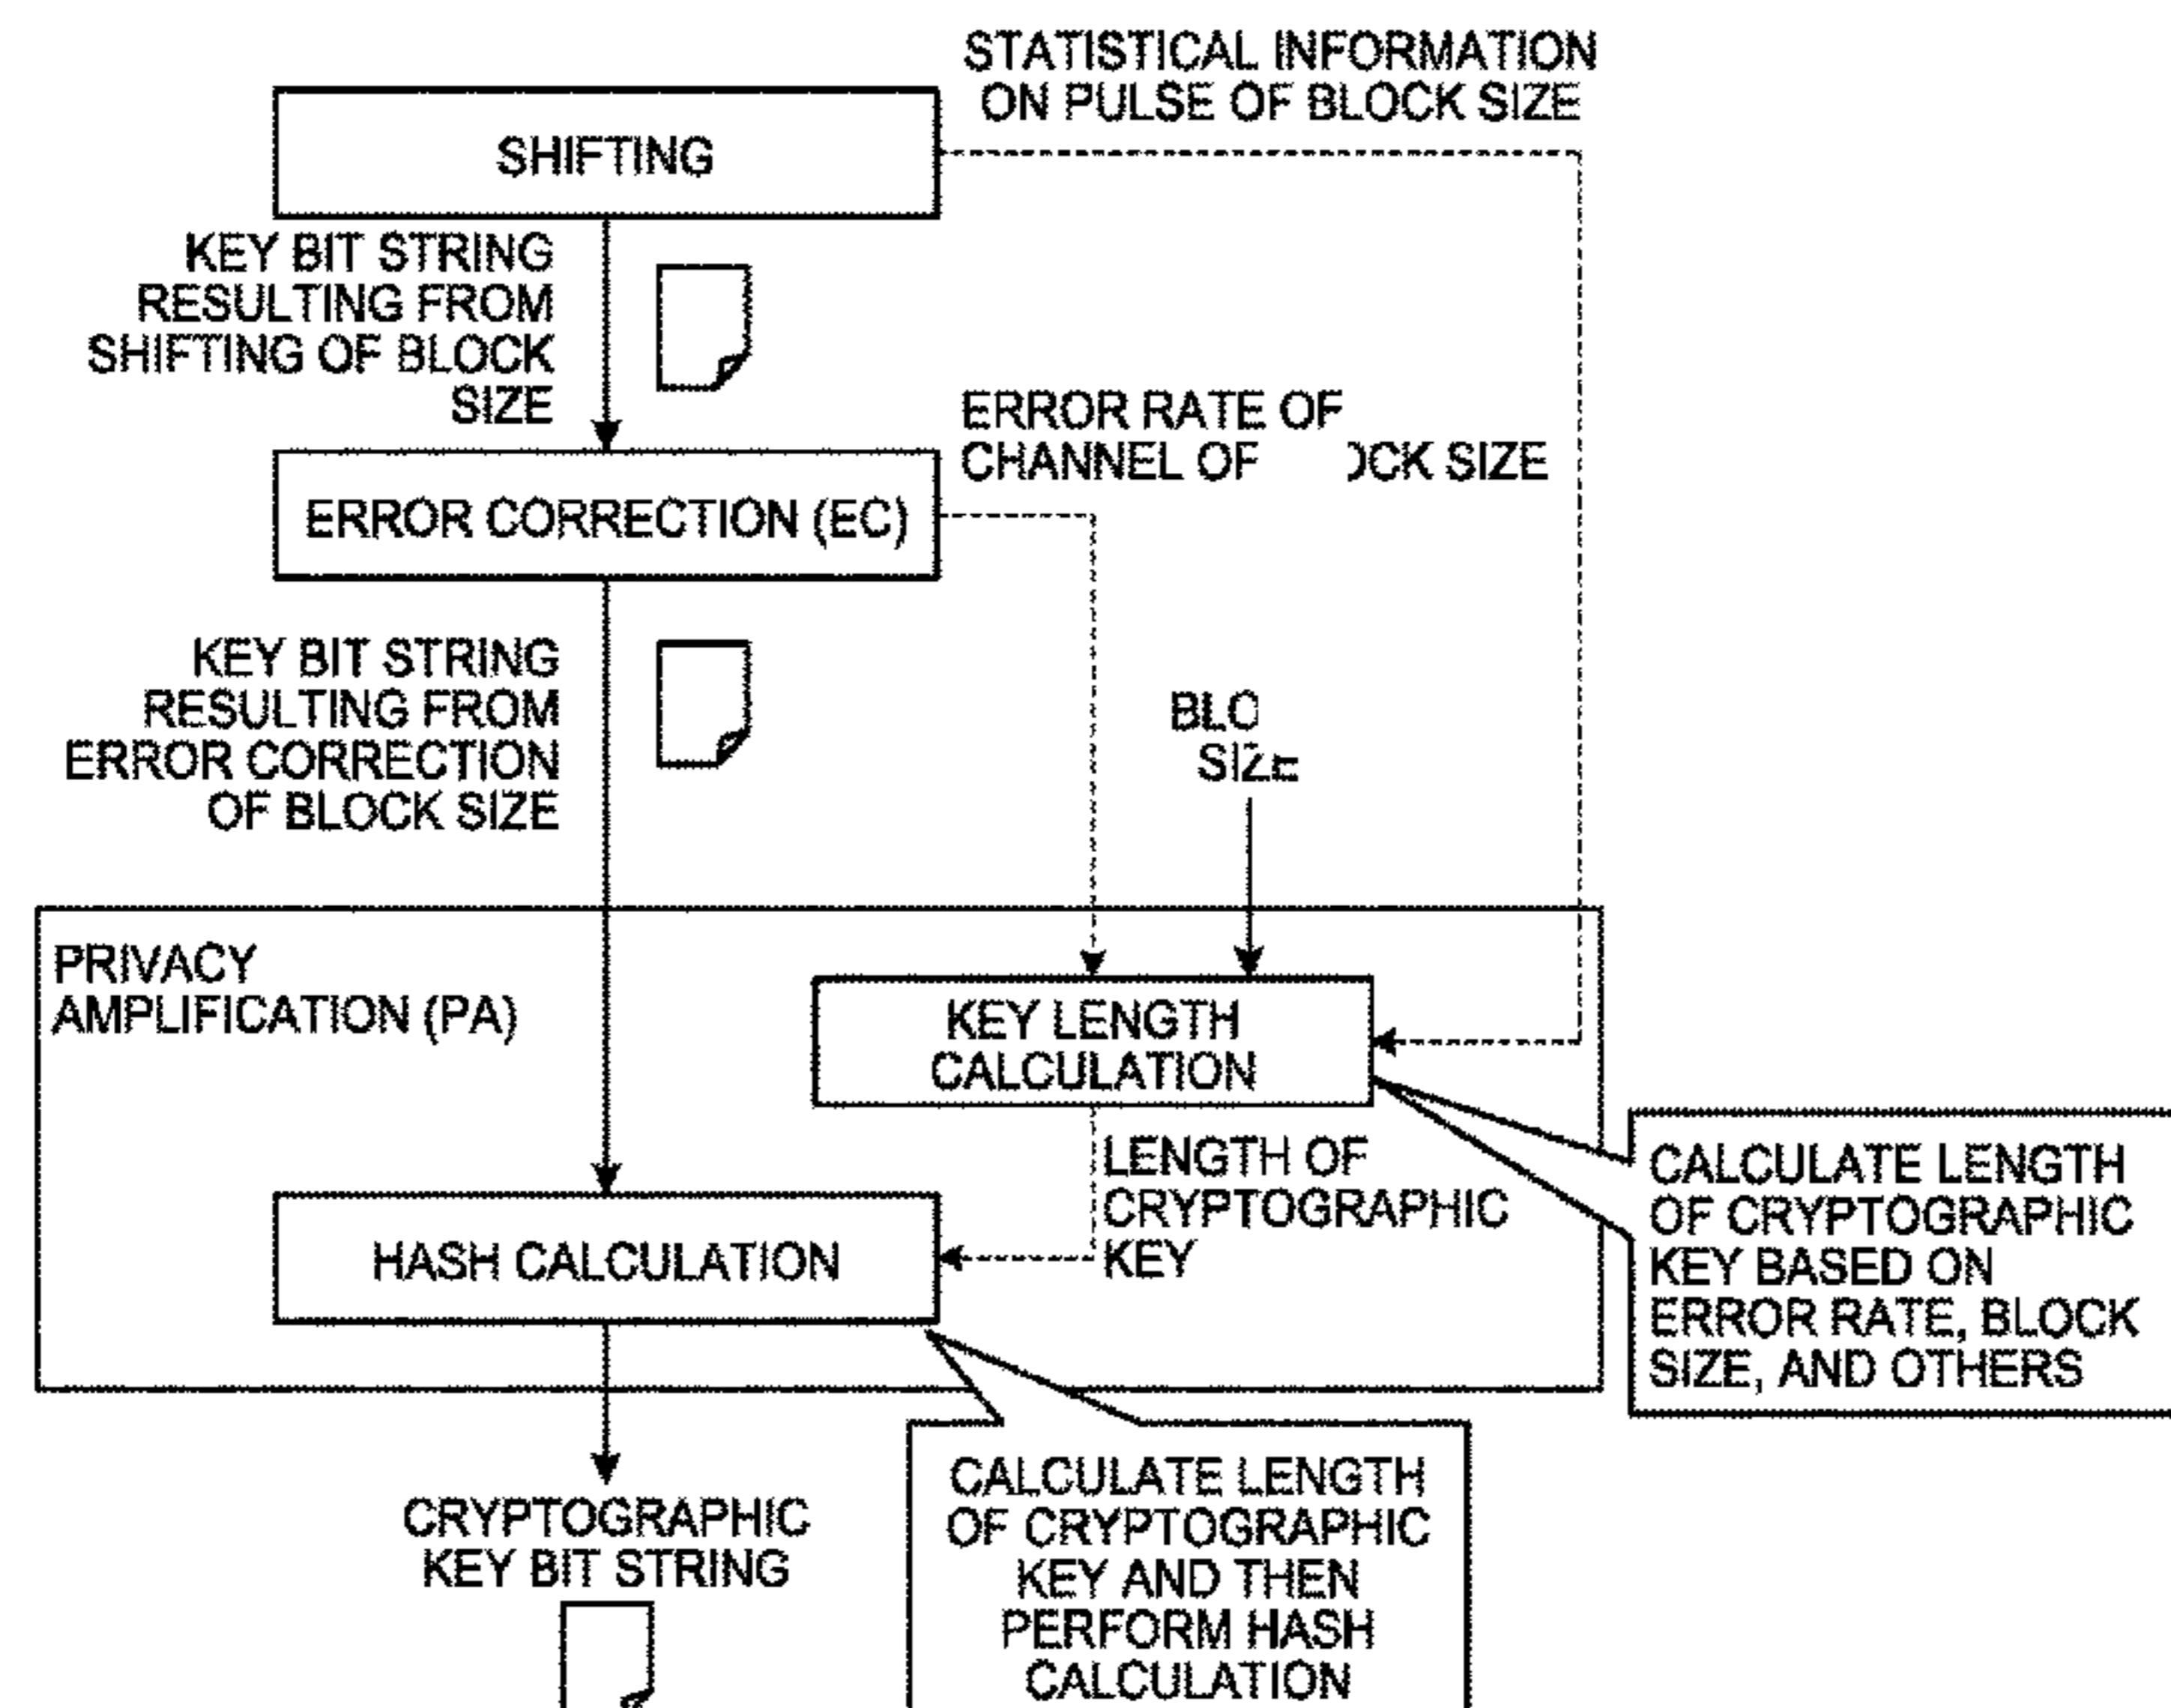 STATISTICAL INFORMATION
ON PULSE OF BLOCK SIZE
SHIFTING
KEY BIT STRING
RESULTING FROM
SHIFTING OF BLOCK
SIZE
ERROR RATE OF
CHANNEL OF SIZE
ERROR CORRECTION (EC)
KEY BIT STRING
RESULTING FROM
ERROR CORRECTION
OF BLOCK SIZE
SIZE
PRIVACY
AMPLIFICATION (PA)
KEY LENGTH
CALCULATION
LENGTH OF
CRYPTOGRAPHIC
KEY
CALCULATE LENGTH
OF CRYPTOGRAPHIC
KEY BASED ON
ERROR RATE, BLOCK
SIZE, AND OTHERS
HASH CALCULATION
CRYPTOGRAPHIC
KEY BIT STRING
CALCULATE LENGTH
OF CRYPTOGRAPHIC
KEY AND THEN
PERFORM HASH
CALCULATION